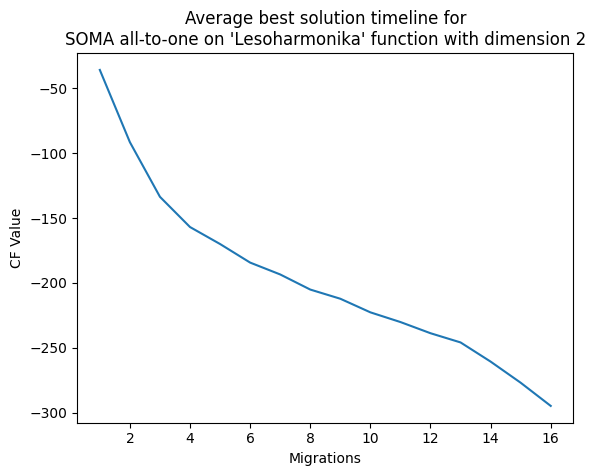 Average best solution timeline for
SOMA all-to-one on 'Lesoharmonika' function with dimension 2
CF Value
−50
−100
−150
−200
−250
−300
2 4 6 8 10 12 14 16
Migrations